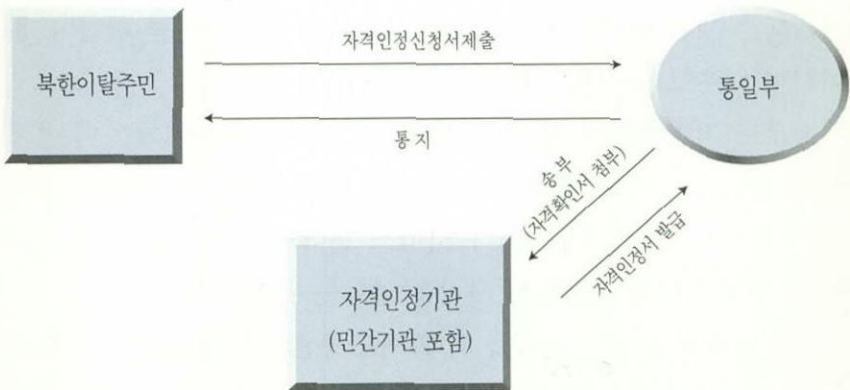 자격인정신청서제출
북한이탈주민
통일부
통지
송부
(자격확인서 첨부)
자격인정서 발급
자격인정기관
(민간기관 포함)